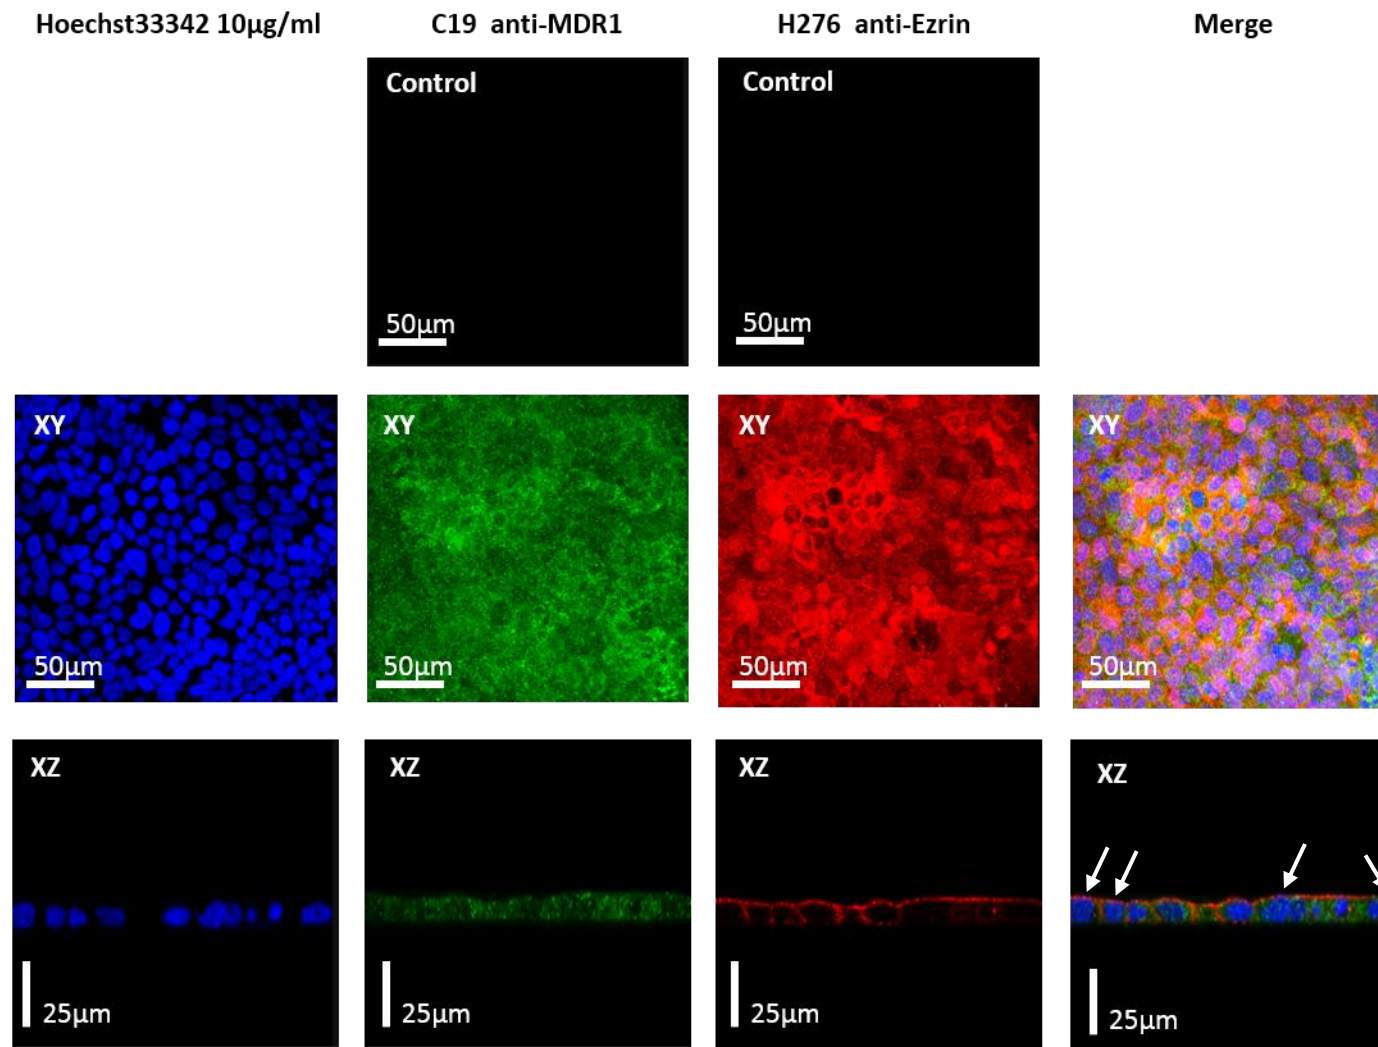 Hoechst33342 10µg/ml
C19 anti-MDR1
H276 anti-Ezrin
Merge
Control
Control
50µm
50µm
XY
XY
XY
XY
50µm
50µm
50µm
50µm
XZ
XZ
XZ
XZ
25µm
25µm
25µm
25µm